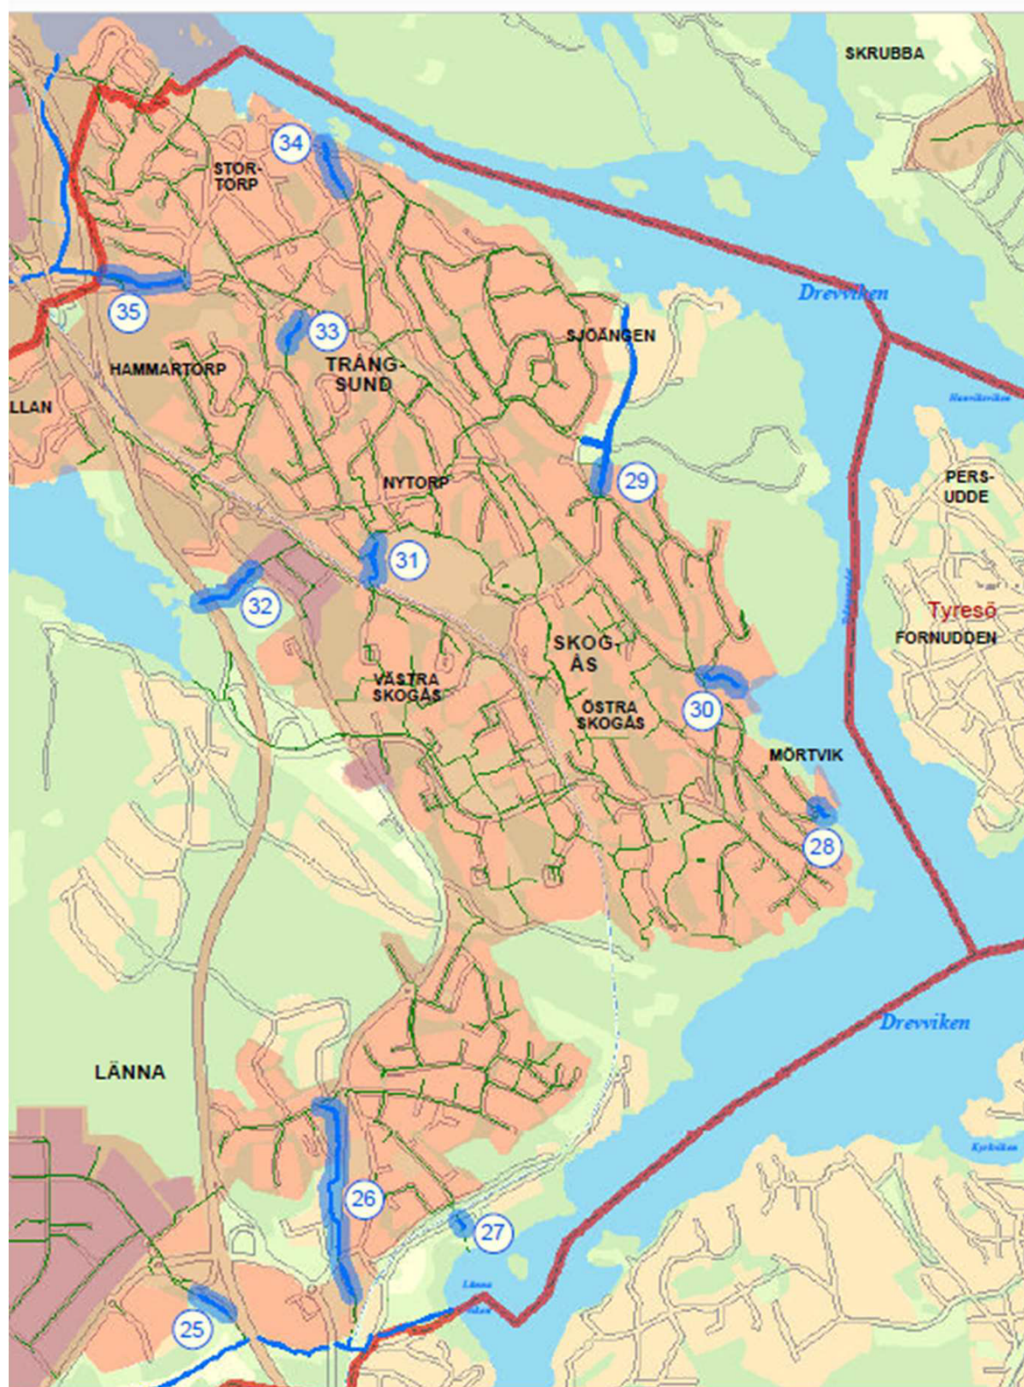 SKRUBBA
34
STOR-
TORP
Drevviken
35
33
SJÖÄNGEN
HAMMARTORP
TRÅNG-
SUND
LLAN
NYTORP
29
PERS-
UDDE
31
32
Tyresö
FORNUDDEN
SKOG-
ÅS
VÄSTRA
SKOGÅS
ÖSTRA
SKOGÅS
30
MÖRTVIK
28
Drevviken
LÄNNA
26
27
Länna
25